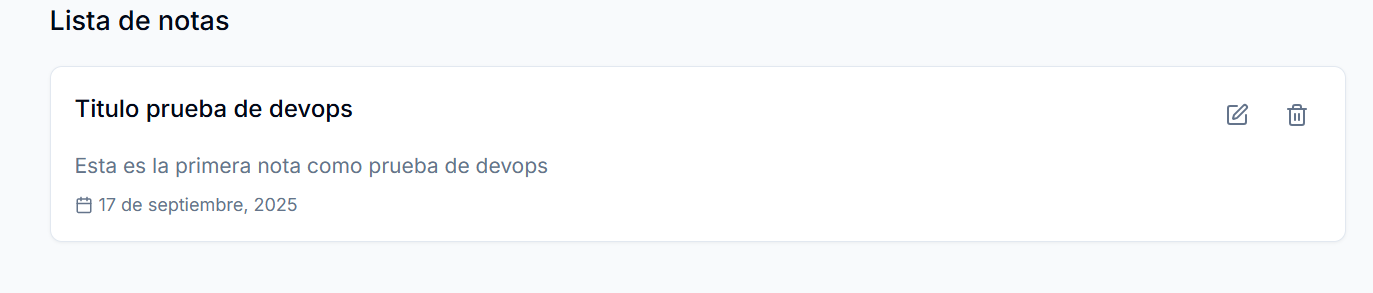 Lista de notas
Titulo prueba de devops
Esta es la primera nota como prueba de devops
17 de septiembre, 2025